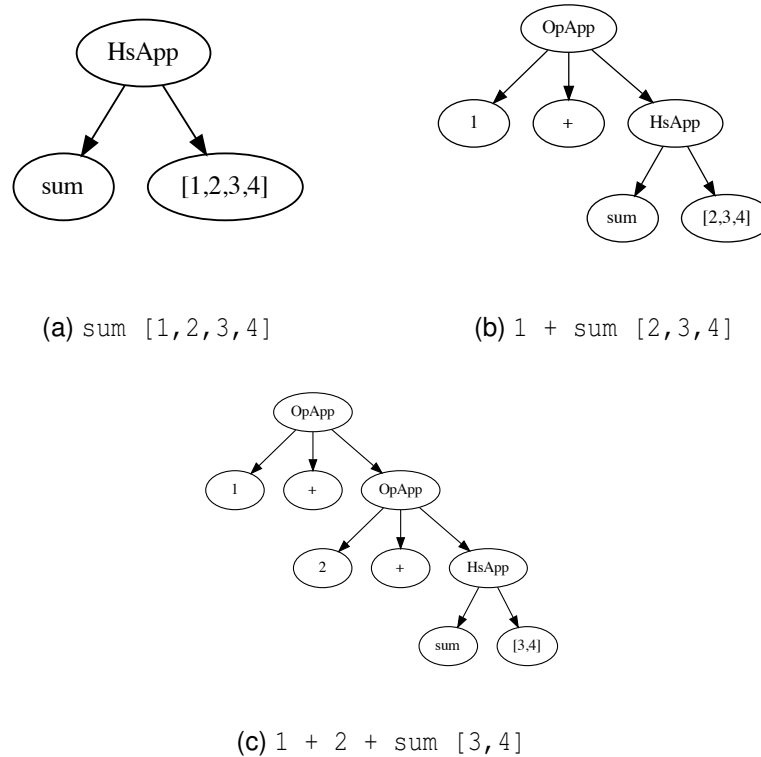 HsApp
sum [1,2,3,4]
(a) sum [1,2,3,4]
OpApp
1 + HsApp
sum [2,3,4]
(b) 1 + sum [2,3,4]
OpApp
1 + OpApp
2 + HsApp
sum [3,4]
(c) 1 + 2 + sum [3,4]